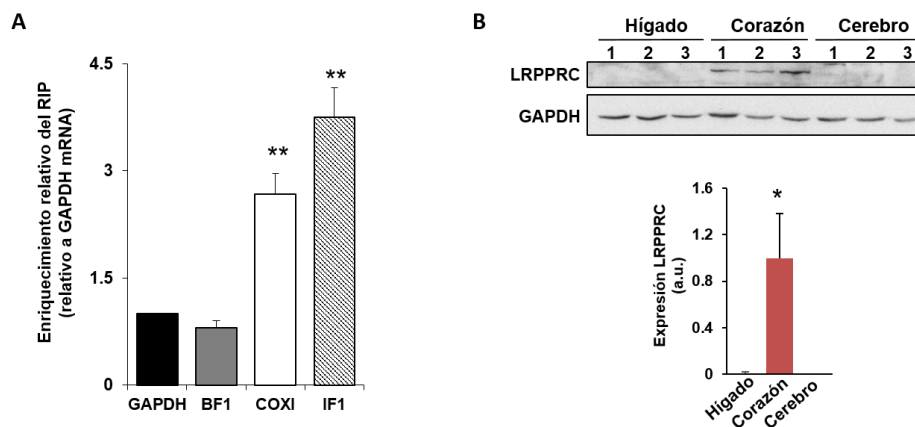 A
Enriquecimiento relativo del RIP
(relativo a GAPDH mRNA)
4.5
3
1.5
0
**
**
GAPDH BF1 COXI IF1
B
Hígado Corazón Cerebro
1 2 3 1 2 3 1 2 3
LRPPRC
GAPDH
Expresión LRPPRC
(a.u.)
1.6
1.2
0.8
0.4
0
*
Hígado
Corazón
Cerebro